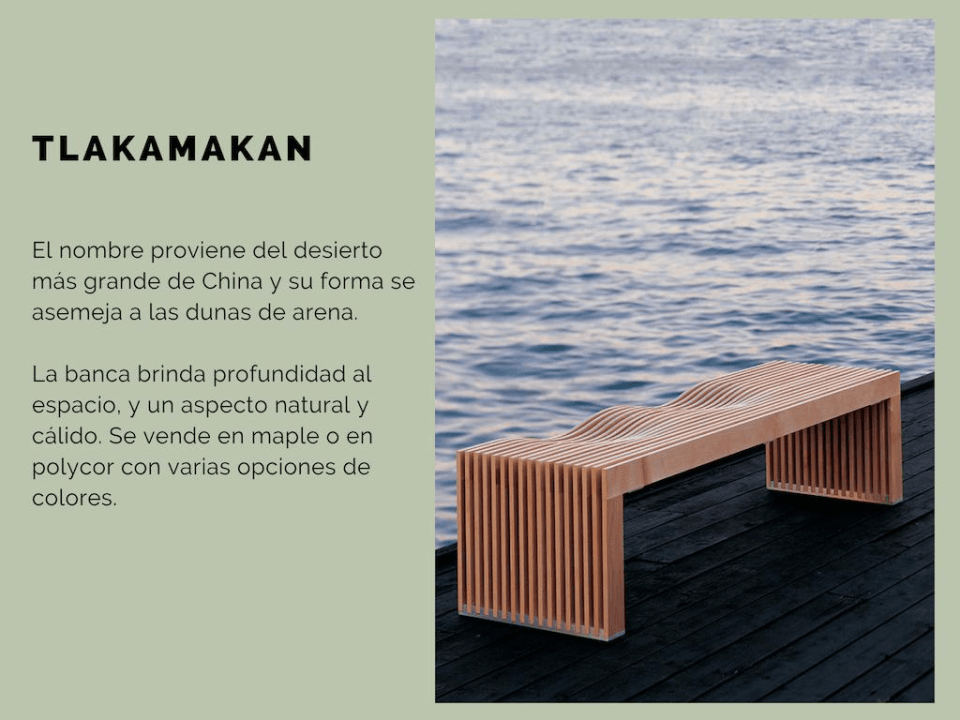 TLAKAMAKAN
El nombre proviene del desierto
más grande de China y su forma se
asemeja a las dunas de arena.
La banca brinda profundidad al
espacio, y un aspecto natural y
cálido. Se vende en maple o en
polycor con varias opciones de
colores.